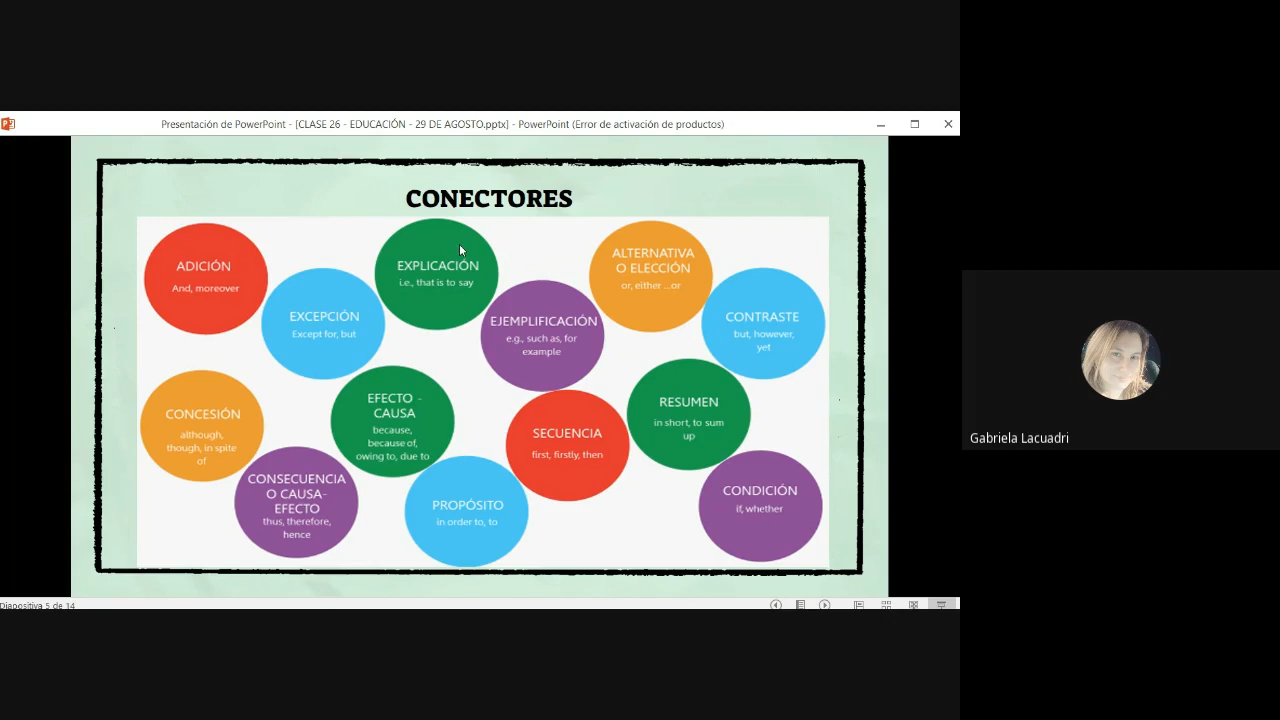 Presentación de PowerPoint - [CLASE 26 - EDUCACIÓN - 29 DE AGOSTO.pptx] - PowerPoint (Error de activación de productos)
CONECTORES
ADICIÓN
And, moreover
EXCEPCIÓN
Except for, but
EXPLICACIÓN
i.e., that is to say
EJEMPLIFICACIÓN
e.g., such as, for
example
ALTERNATIVA
O ELECCIÓN
or, either ...or
CONTRASTE
but, however,
yet
CONCESIÓN
although,
though, in spite
of
CONSECUENCIA
O CAUSA-
EFECTO
thus, therefore,
hence
EFECTO -
CAUSA
because,
because of,
owing to, due to
PROPÓSITO
in order to, to
SECUENCIA
first, firstly, then
RESUMEN
in short, to sum
up
CONDICIÓN
if, whether
Diapositiva 5 de 14
Gabriela Lacuadri